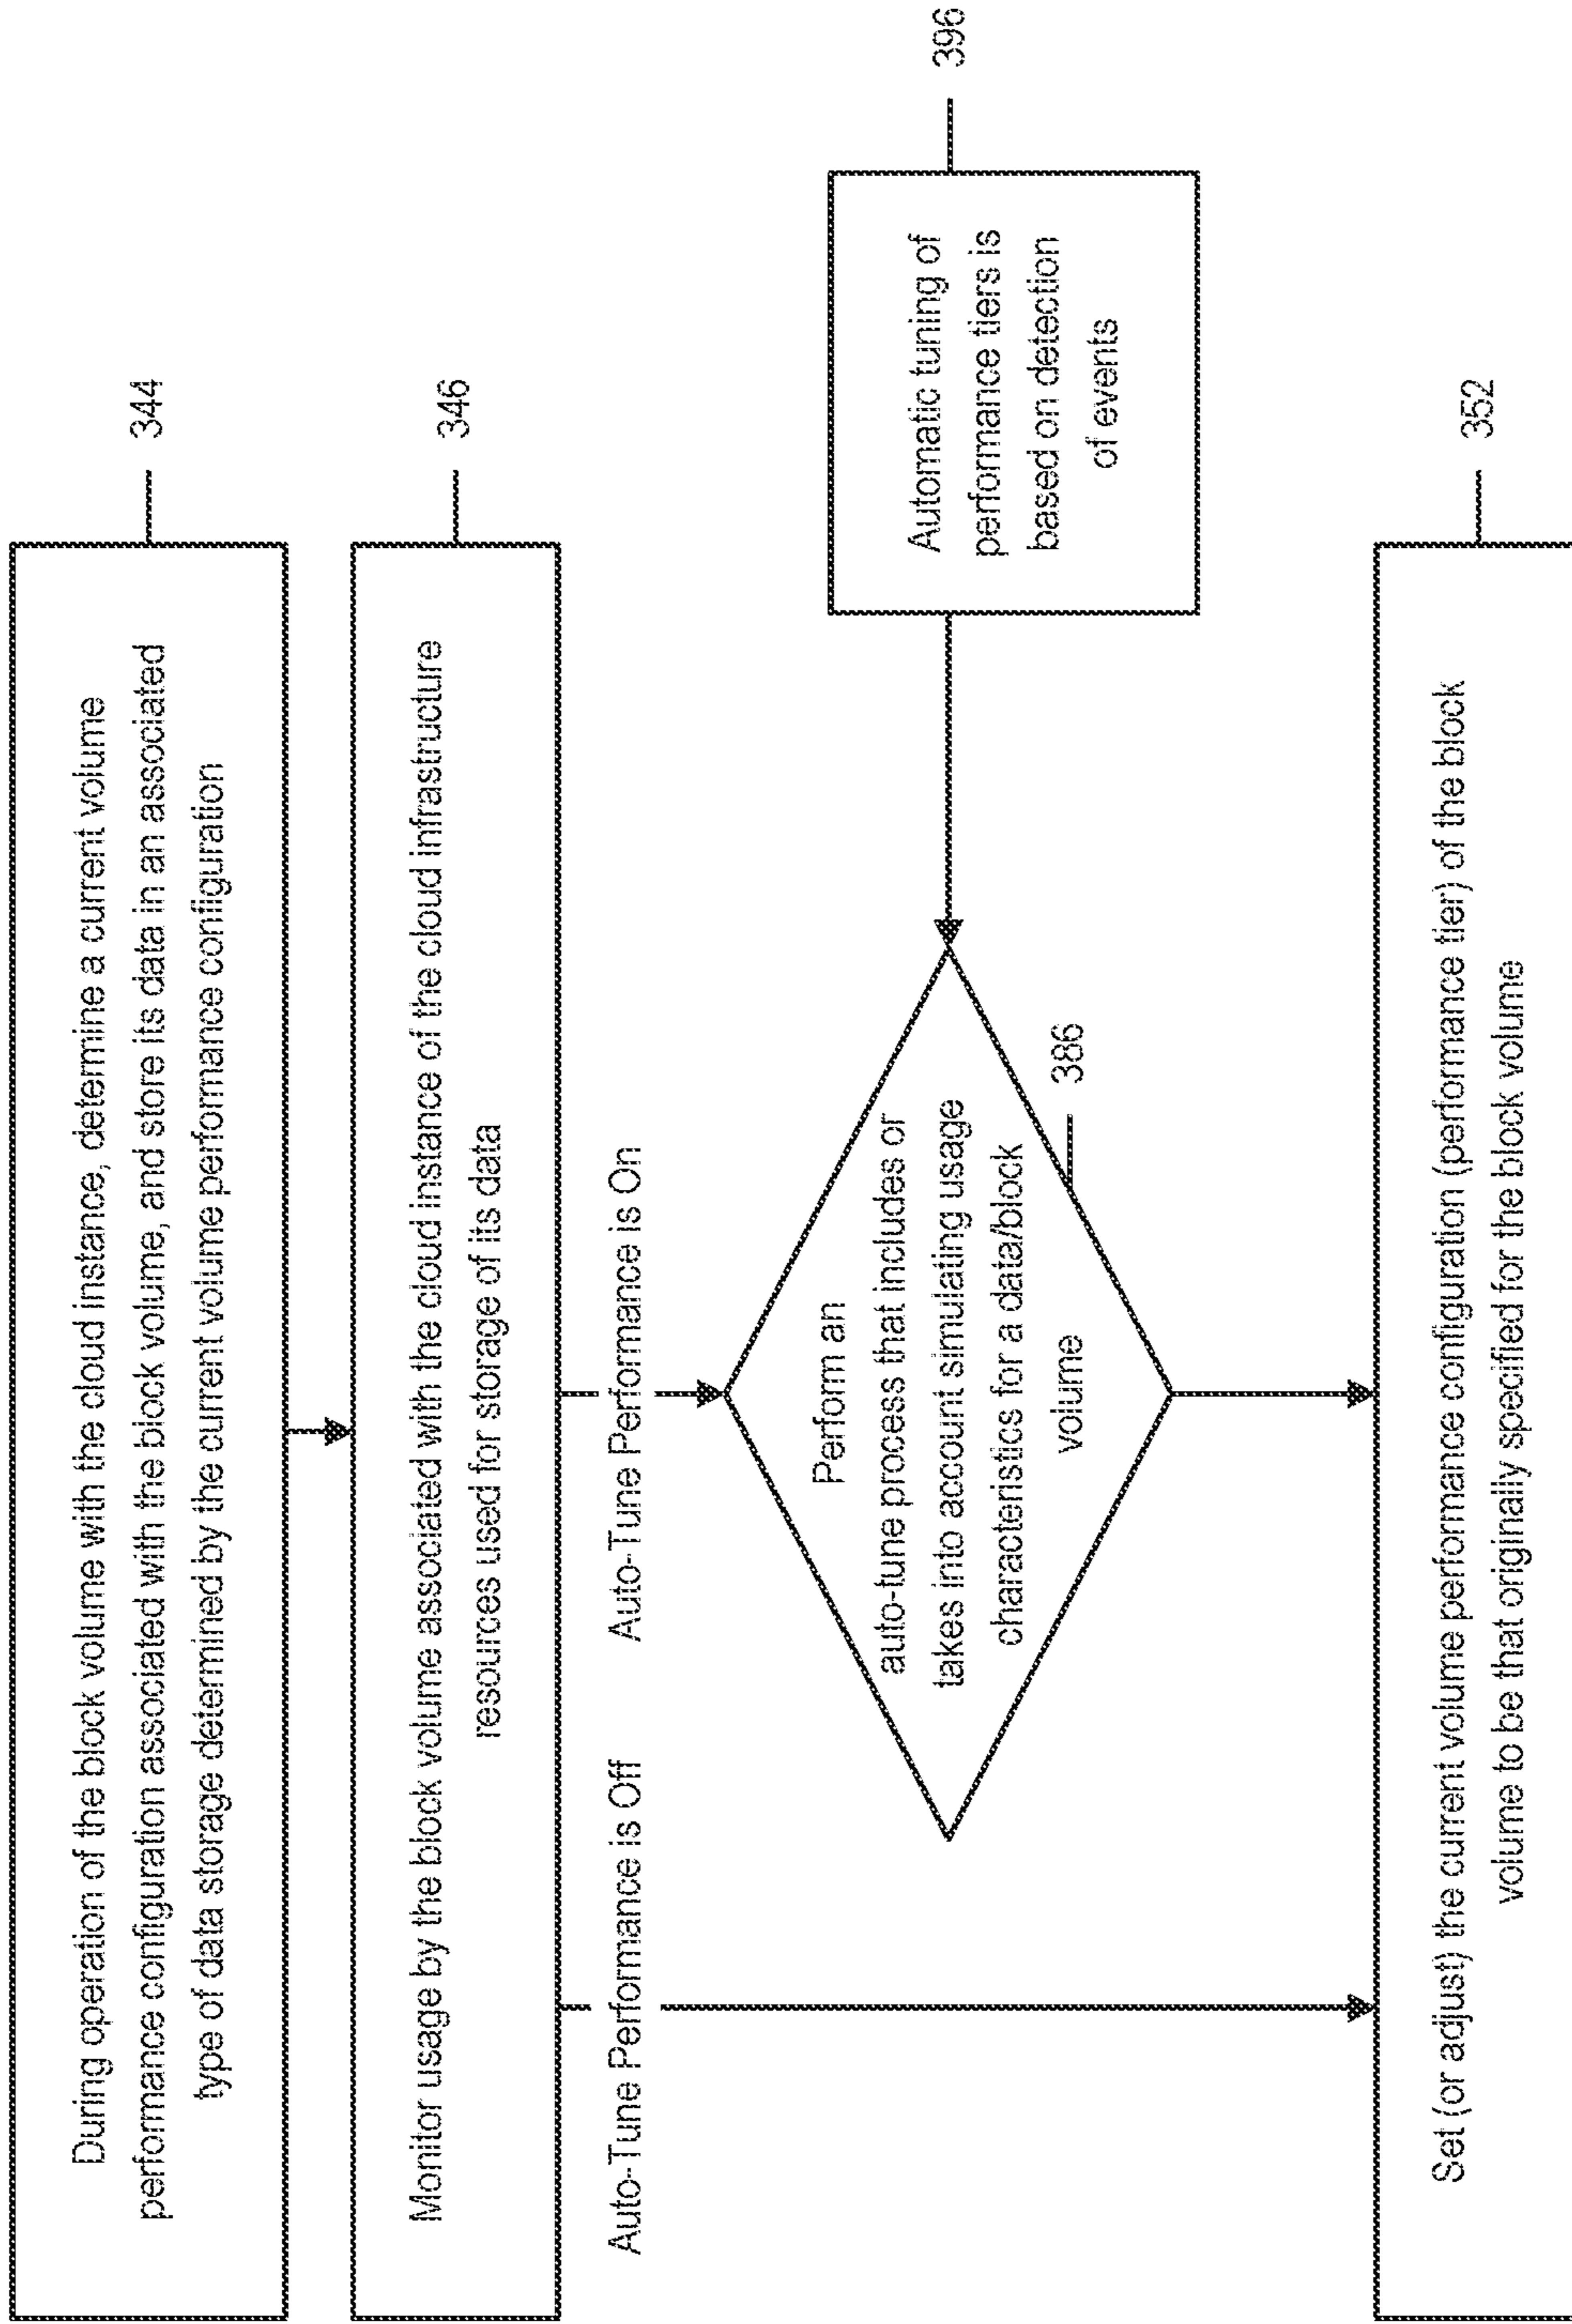 During operation of the block volume with the cloud instance, determine a current volume
performance configuration associated with the block volume, and store its data in an associated
type of data storage determined by the current volume performance configuration
344
Monitor usage by the block volume associated with the cloud instance of the cloud infrastructure
resources used for storage of its data
346
Auto-Tune Performance is Off
Auto-Tune Performance is On
Perform an
auto-tune process that includes or
takes into account simulating usage
characteristics for a data/block
volume
386
Automatic tuning of
performance tiers is
based on detection
of events
396
Set (or adjust) the current volume performance configuration (performance tier) of the block
volume to be that originally specified for the block volume
352